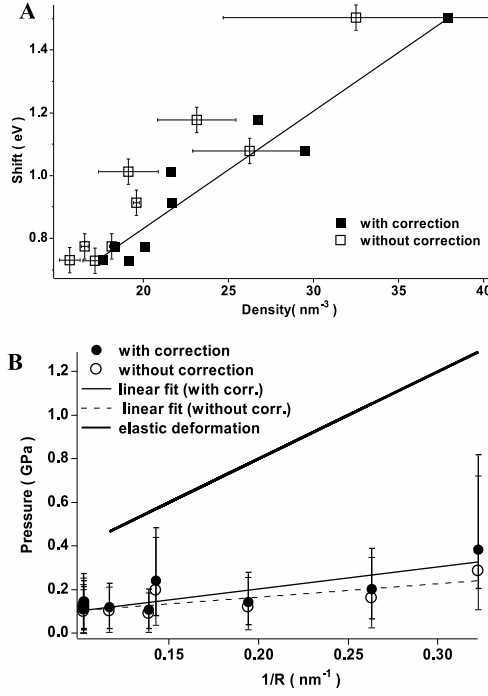 A
1.4
1.2
1.0
0.8
Shift ( eV)
20
25
30
35
40
Density( nm-3)
with correction
without correction
B
with correction
without correction
linear fit (with corr.)
linear fit (without corr.)
elastic deformation
1.2
1.0
0.8
0.6
0.4
0.2
0.0
Pressure ( GPa)
0.15
0.20
0.25
0.30
1/R ( nm-1)